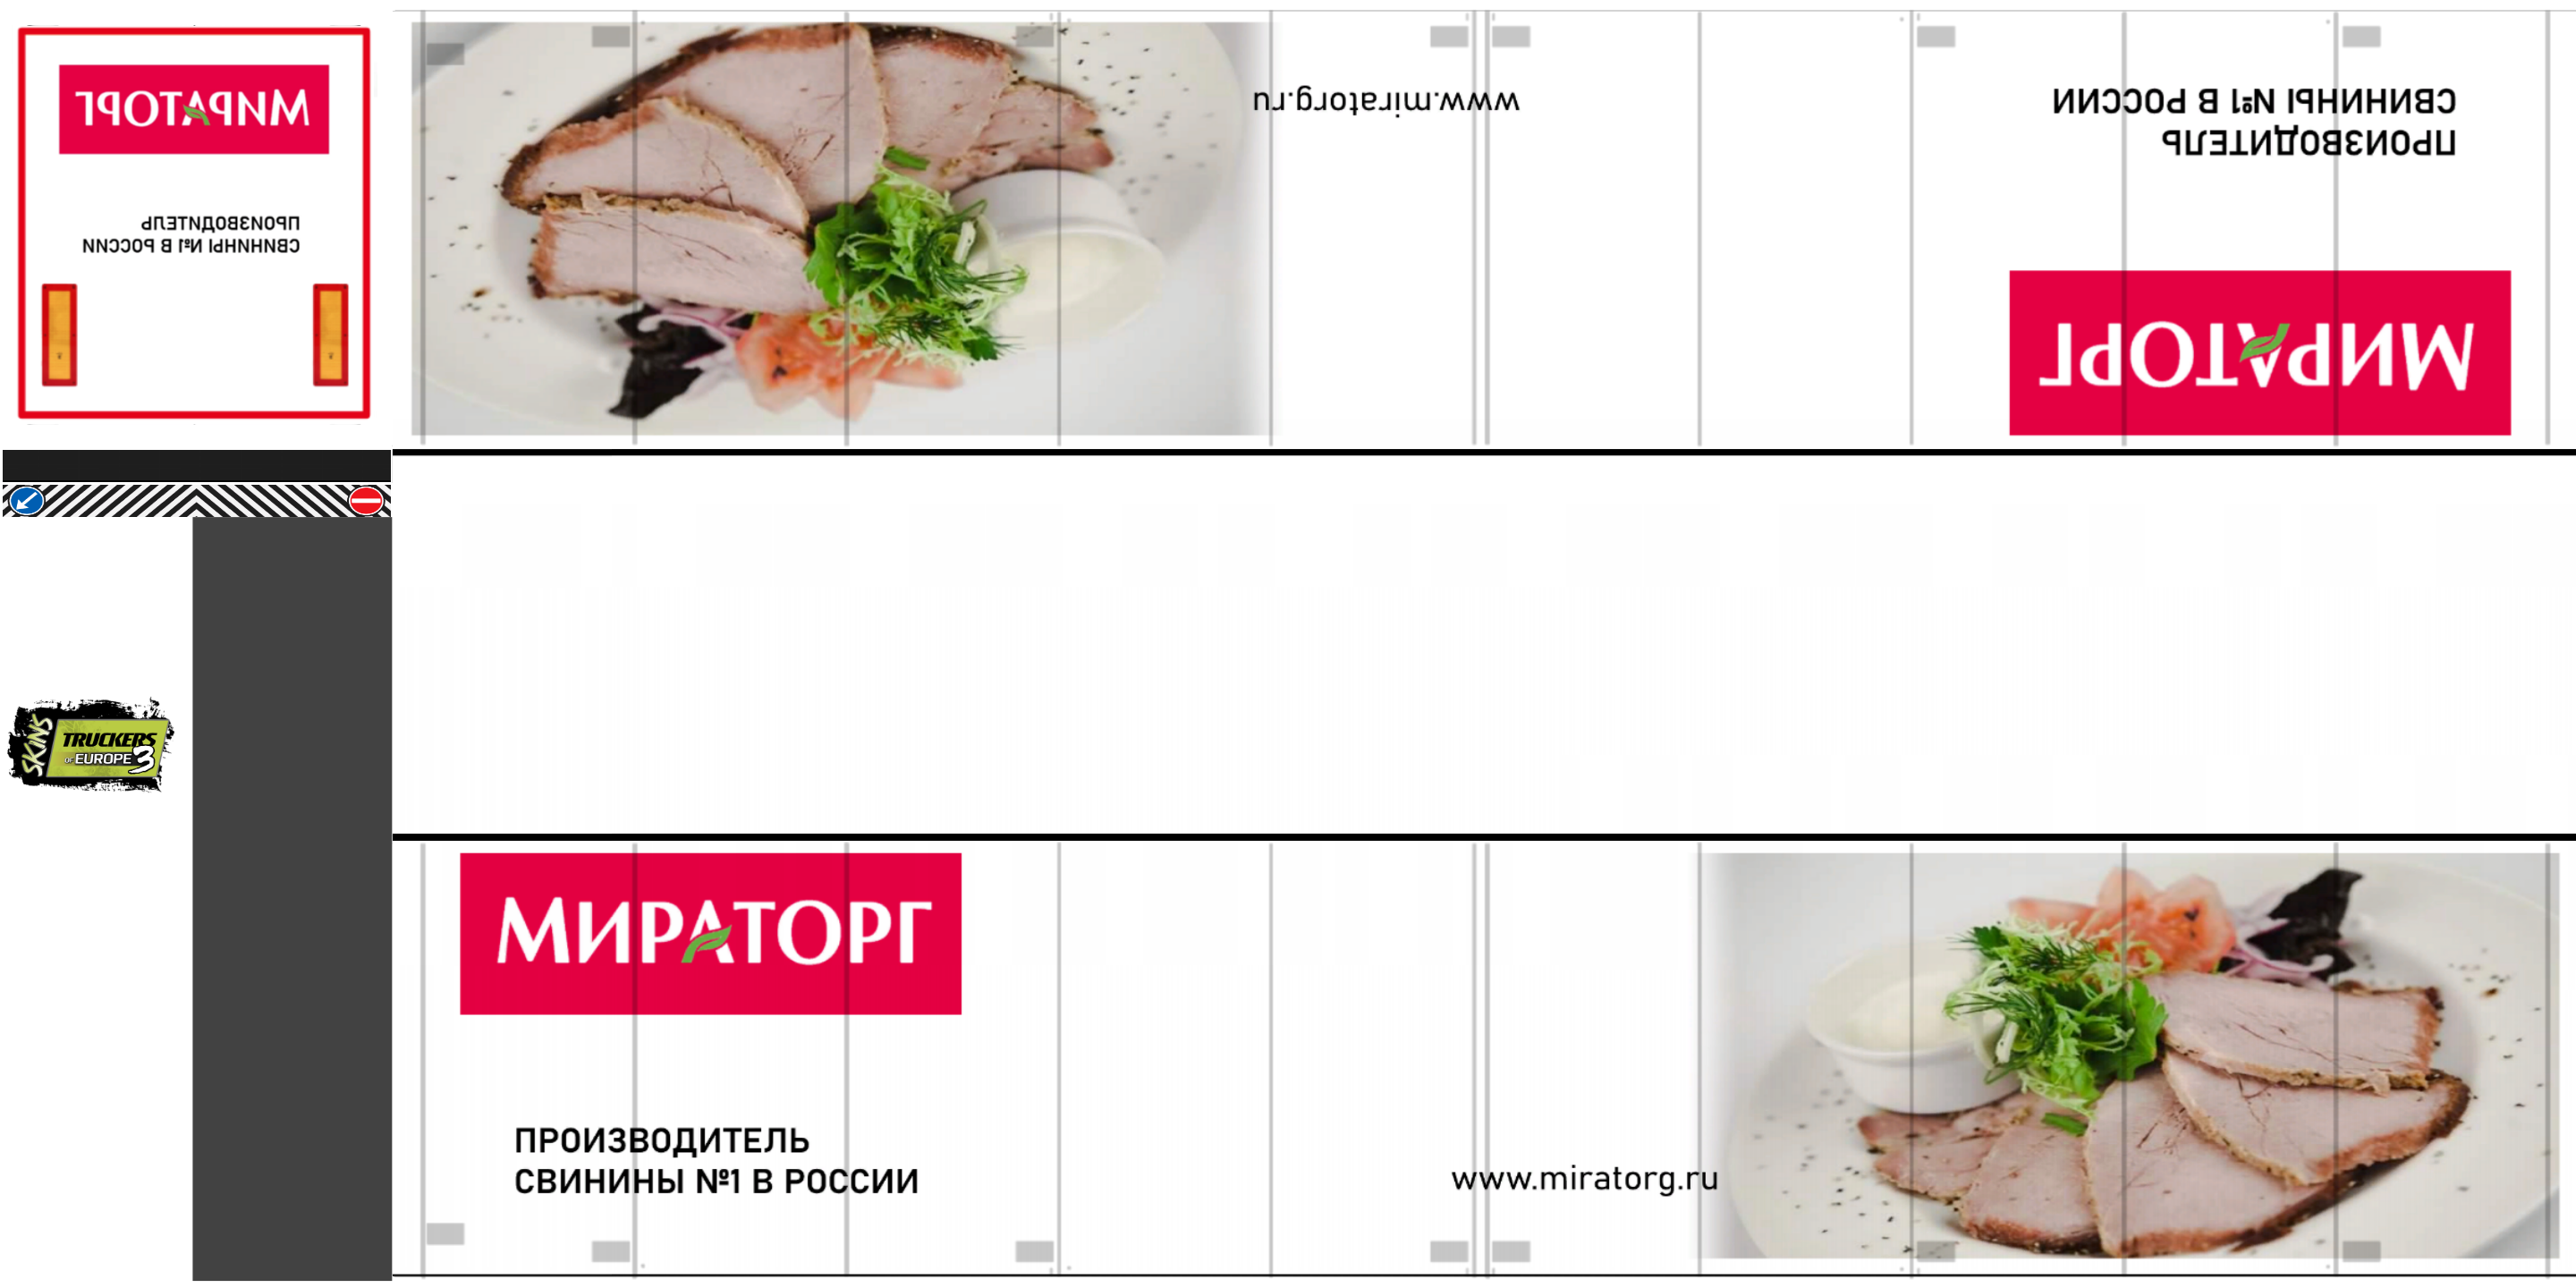 МИРАТОРГ
ПРОИЗВОДИТЕЛЬ
СВИНИНЫ №1 В РОССИИ
www.miratorg.ru
ПРОИЗВОДИТЕЛЬ
СВИНИНЫ №1 В РОССИИ
МИРАТОРГ
SKINS
TRUCKERS
OF EUROPE 3
МИРАТОРГ
ПРОИЗВОДИТЕЛЬ
СВИНИНЫ №1 В РОССИИ
www.miratorg.ru